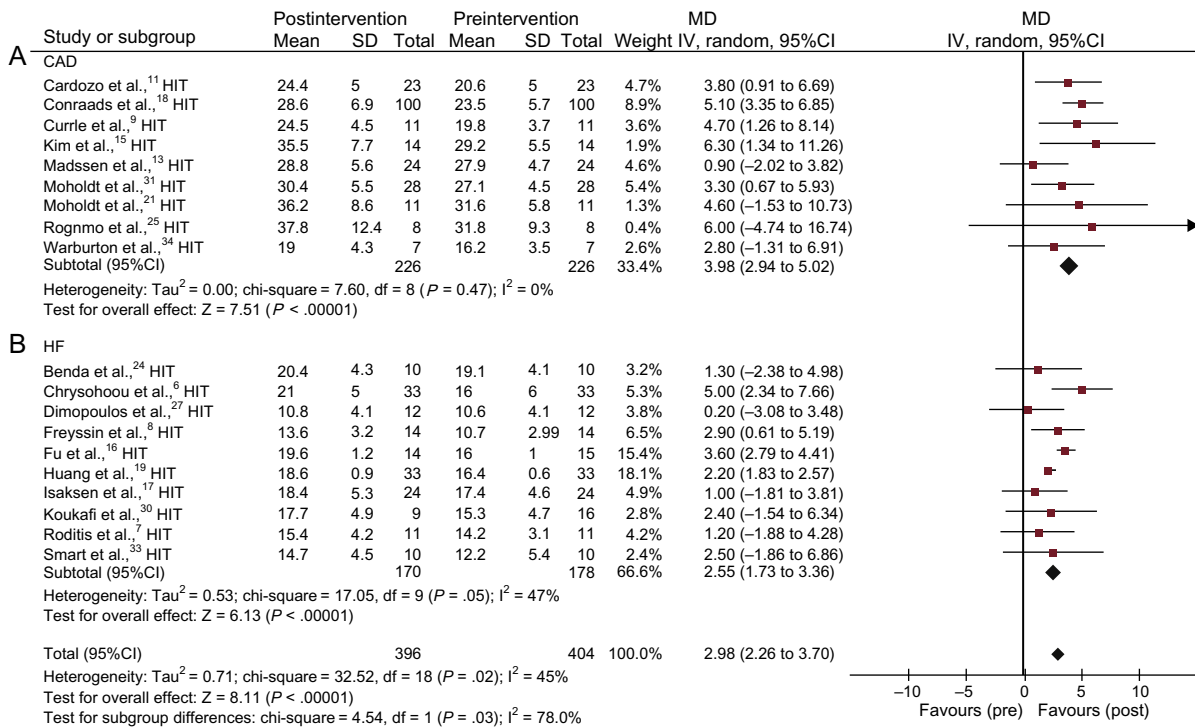 Postintervention Preintervention MD MD
Study or subgroup Mean SD Total Mean SD Total Weight IV, random, 95%CI IV, random, 95%CI
A CAD
Cardozo et al.,11 HIT 24.4 5 23 20.6 5 23 4.7% 3.80 (0.91 to 6.69)
Conraads et al.,18 HIT 28.6 6.9 100 23.5 5.7 100 8.9% 5.10 (3.35 to 6.85)
Currle et al.,9 HIT 24.5 4.5 11 19.8 3.7 11 3.6% 4.70 (1.26 to 8.14)
Kim et al.,15 HIT 35.5 7.7 14 29.2 5.5 14 1.9% 6.30 (1.34 to 11.26)
Madssen et al.,13 HIT 28.8 5.6 24 27.9 4.7 24 4.6% 0.90 (–2.02 to 3.82)
Moholdt et al.,31 HIT 30.4 5.5 28 27.1 4.5 28 5.4% 3.30 (0.67 to 5.93)
Moholdt et al.,21 HIT 36.2 8.6 11 31.6 5.8 11 1.3% 4.60 (–1.53 to 10.73)
Rognmo et al.,25 HIT 37.8 12.4 8 31.8 9.3 8 0.4% 6.00 (–4.74 to 16.74)
Warburton et al.,34 HIT 19 4.3 7 16.2 3.5 7 2.6% 2.80 (–1.31 to 6.91)
Subtotal (95%CI) 226 226 33.4% 3.98 (2.94 to 5.02)
Heterogeneity: Tau2 = 0.00; chi-square = 7.60, df = 8 (P = 0.47); I2 = 0%
Test for overall effect: Z = 7.51 (P < .00001)
B HF
Benda et al.,24 HIT 20.4 4.3 10 19.1 4.1 10 3.2% 1.30 (–2.38 to 4.98)
Chrysohoou et al.,6 HIT 21 5 33 16 6 33 5.3% 5.00 (2.34 to 7.66)
Dimopoulos et al.,27 HIT 10.8 4.1 12 10.6 4.1 12 3.8% 0.20 (–3.08 to 3.48)
Freyssin et al.,8 HIT 13.6 3.2 14 10.7 2.99 14 6.5% 2.90 (0.61 to 5.19)
Fu et al.,16 HIT 19.6 1.2 14 16 1 15 15.4% 3.60 (2.79 to 4.41)
Huang et al.,19 HIT 18.6 0.9 33 16.4 0.6 33 18.1% 2.20 (1.83 to 2.57)
Isaksen et al.,17 HIT 18.4 5.3 24 17.4 4.6 24 4.9% 1.00 (–1.81 to 3.81)
Koukafi et al.,30 HIT 17.7 4.9 9 15.3 4.7 16 2.8% 2.40 (–1.54 to 6.34)
Roditis et al.,7 HIT 15.4 4.2 11 14.2 3.1 11 4.2% 1.20 (–1.88 to 4.28)
Smart et al.,33 HIT 14.7 4.5 10 12.2 5.4 10 2.4% 2.50 (–1.86 to 6.86)
Subtotal (95%CI) 170 178 66.6% 2.55 (1.73 to 3.36)
Heterogeneity: Tau2 = 0.53; chi-square = 17.05, df = 9 (P = .05); I2 = 47%
Test for overall effect: Z = 6.13 (P < .00001)
Total (95%CI) 396 404 100.0% 2.98 (2.26 to 3.70)
Heterogeneity: Tau2 = 0.71; chi-square = 32.52, df = 18 (P = .02); I2 = 45%
Test for overall effect: Z = 8.11 (P < .00001)
Test for subgroup differences: chi-square = 4.54, df = 1 (P = .03); I2 = 78.0%
–10 –5 0 5 10
Favours (pre) Favours (post)